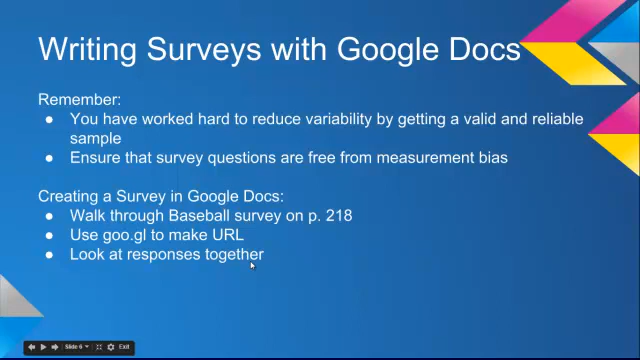 Writing Surveys with Google Docs
Remember:
● You have worked hard to reduce variability by getting a valid and reliable
sample
● Ensure that survey questions are free from measurement bias
Creating a Survey in Google Docs:
● Walk through Baseball survey on p. 218
● Use goo.gl to make URL
● Look at responses together
Slide 6 Exit